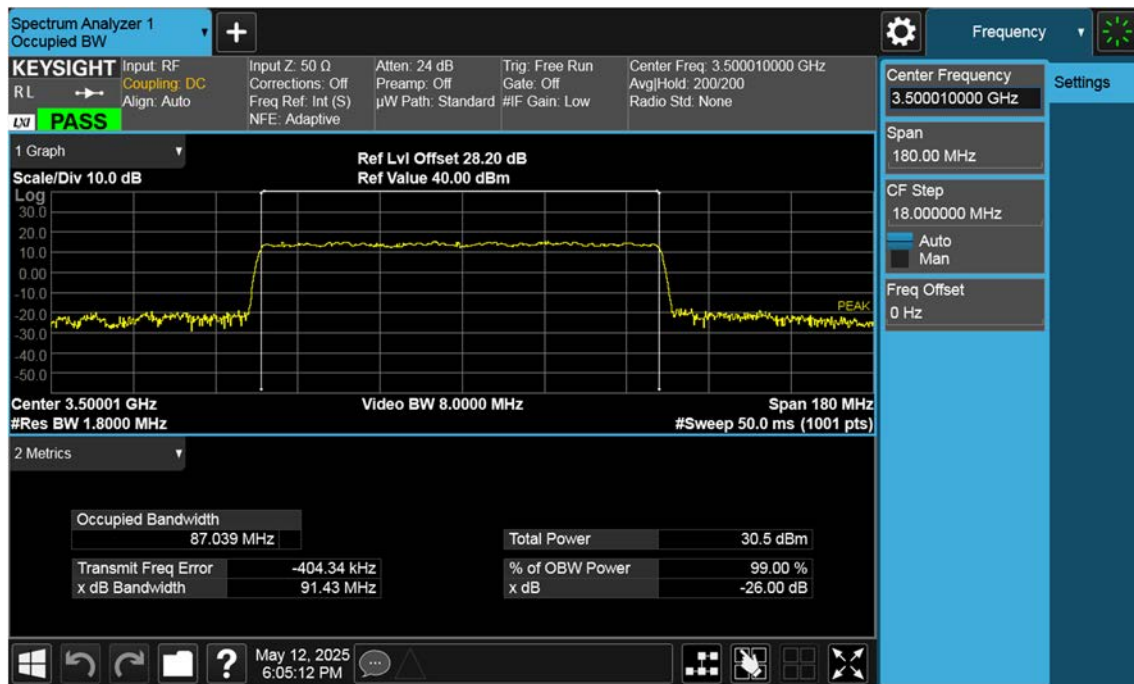 Spectrum Analyzer 1
Occupied BW
Frequency
KEYSIGHT
RL
LXI
PASS
Input: RF
Coupling: DC
Align: Auto
Input Z: 50 Ω
Corrections: Off
Freq Ref: Int (S)
NFE: Adaptive
Atten: 24 dB
Preamp: Off
µW Path: Standard
Trig: Free Run
Gate: Off
#IF Gain: Low
Center Freq: 3.500010000 GHz
Avg|Hold: 200/200
Radio Std: None
Center Frequency
3.500010000 GHz
Settings
Span
180.00 MHz
CF Step
18.000000 MHz
Auto
Man
Freq Offset
0 Hz
1 Graph
Ref Lvl Offset 28.20 dB
Scale/Div 10.0 dB
Ref Value 40.00 dBm
Log
30.0
20.0
10.0
0.00
-10.0
-20.0
-30.0
-40.0
-50.0
PEAK
Center 3.50001 GHz
Video BW 8.0000 MHz
Span 180 MHz
#Res BW 1.8000 MHz
#Sweep 50.0 ms (1001 pts)
2 Metrics
Occupied Bandwidth
87.039 MHz
Total Power 30.5 dBm
Transmit Freq Error -404.34 kHz
% of OBW Power 99.00 %
x dB Bandwidth 91.43 MHz
x dB -26.00 dB
May 12, 2025
6:05:12 PM